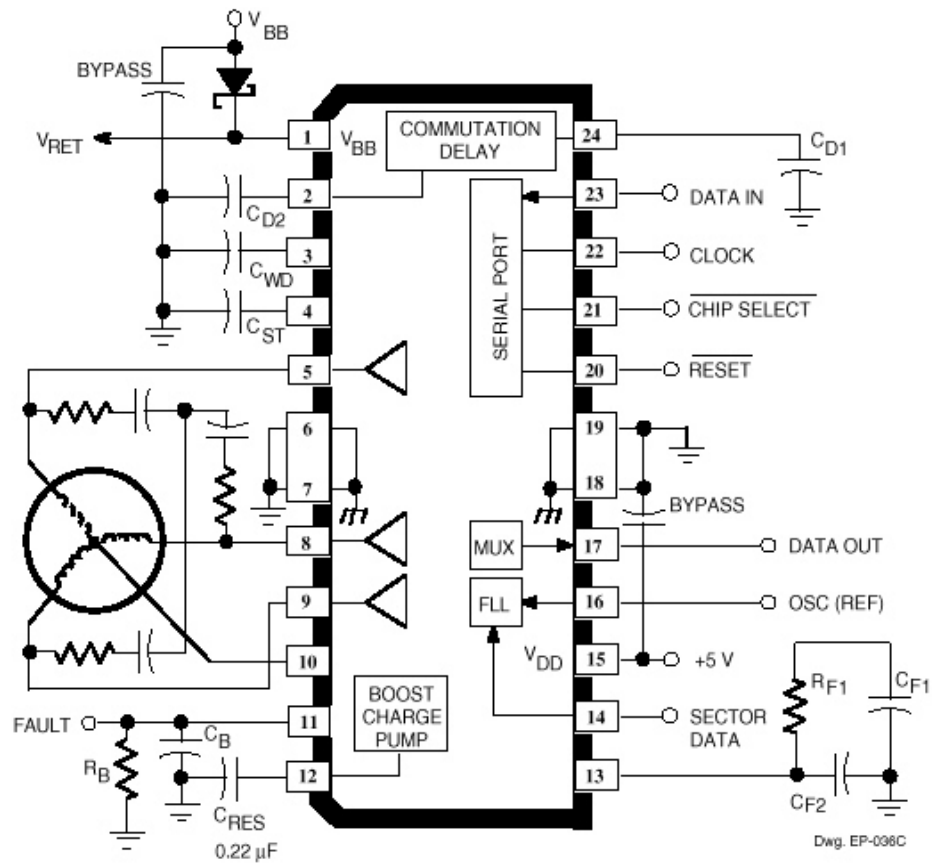 V BB
BYPASS
V RET
1
V BB
COMMUTATION
DELAY
24
C D1
2
C D2
23
DATA IN
3
C WD
22
CLOCK
SERIAL PORT
4
C ST
21
CHIP SELECT
5
20
RESET
6
19
7
18
BYPASS
8
MUX
17
DATA OUT
9
FLL
16
OSC (REF)
10
V DD
15
+5 V
R F1
C F1
FAULT
11
BOOST
CHARGE
PUMP
14
SECTOR
DATA
C B
R B
12
13
C RES
0.22 µF
C F2
Dwg. EP-036C